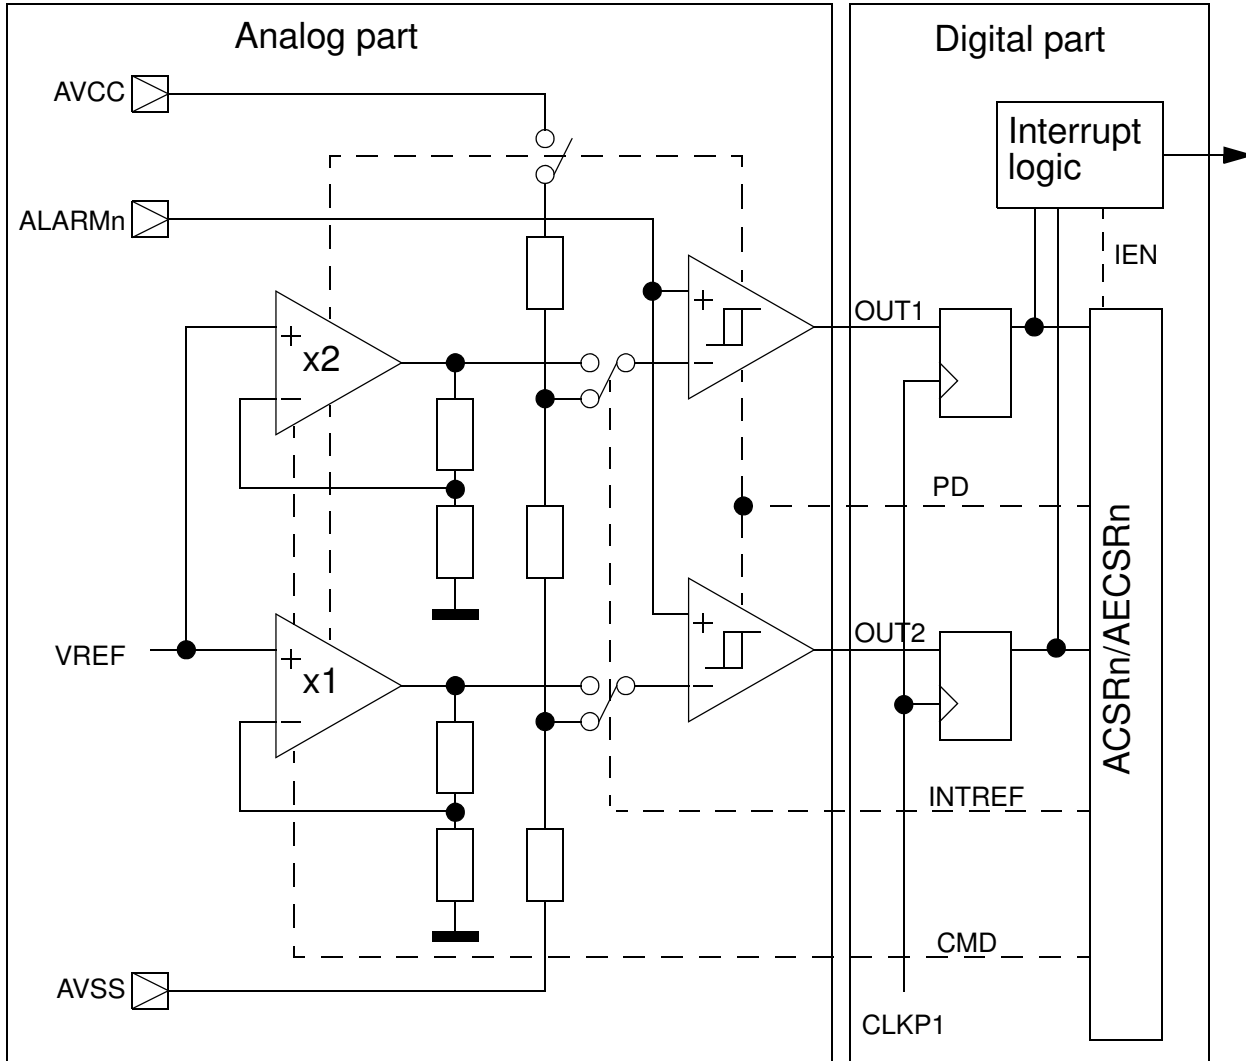 Analog part
Digital part
AVCC
Interrupt
logic
ALARMn
IEN
OUT1
x2
PD
ACSRn/AECSRn
OUT2
VREF
x1
INTREF
CMD
AVSS
CLKP1